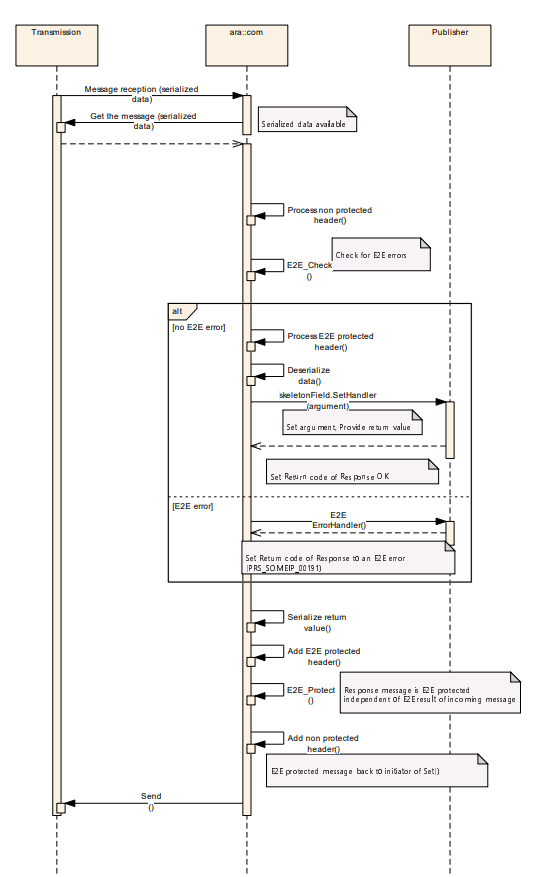 Transmission
ara::com
Publisher
Message reception (serialized
data)
Get the message (serialized
data)
Serialized data available
Process non protected
header()
Check for E2E errors
E2E_Check
()
alt
[no E2E error]
Process E2E protected
header()
Deserialize
data()
skeletonField.SetHandler
(argument)
Set argument, Provide return value
Set Return code of Response OK
[E2E error]
E2E
ErrorHandler()
Set Return code of Response to an E2E error
(PRS_SOMEIP_00191)
Serialize return
value()
Add E2E protected
header()
E2E_Protect
()
Response message is E2E protected
independent of E2E result of incoming message
Add non protected
header()
E2E protected message back to initiator of Set()
Send
()